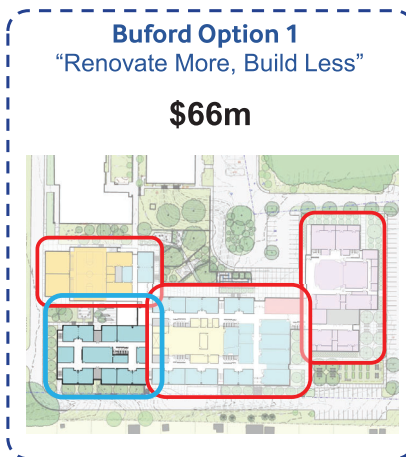 Buford Option 1
“Renovate More, Build Less”
$66m